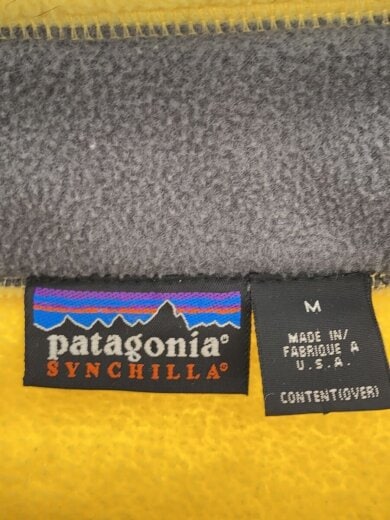 patagonia®
SYNCHILLA®
M
MADE IN/
FABRIQUE A
U.S.A.
CONTENT(OVER)